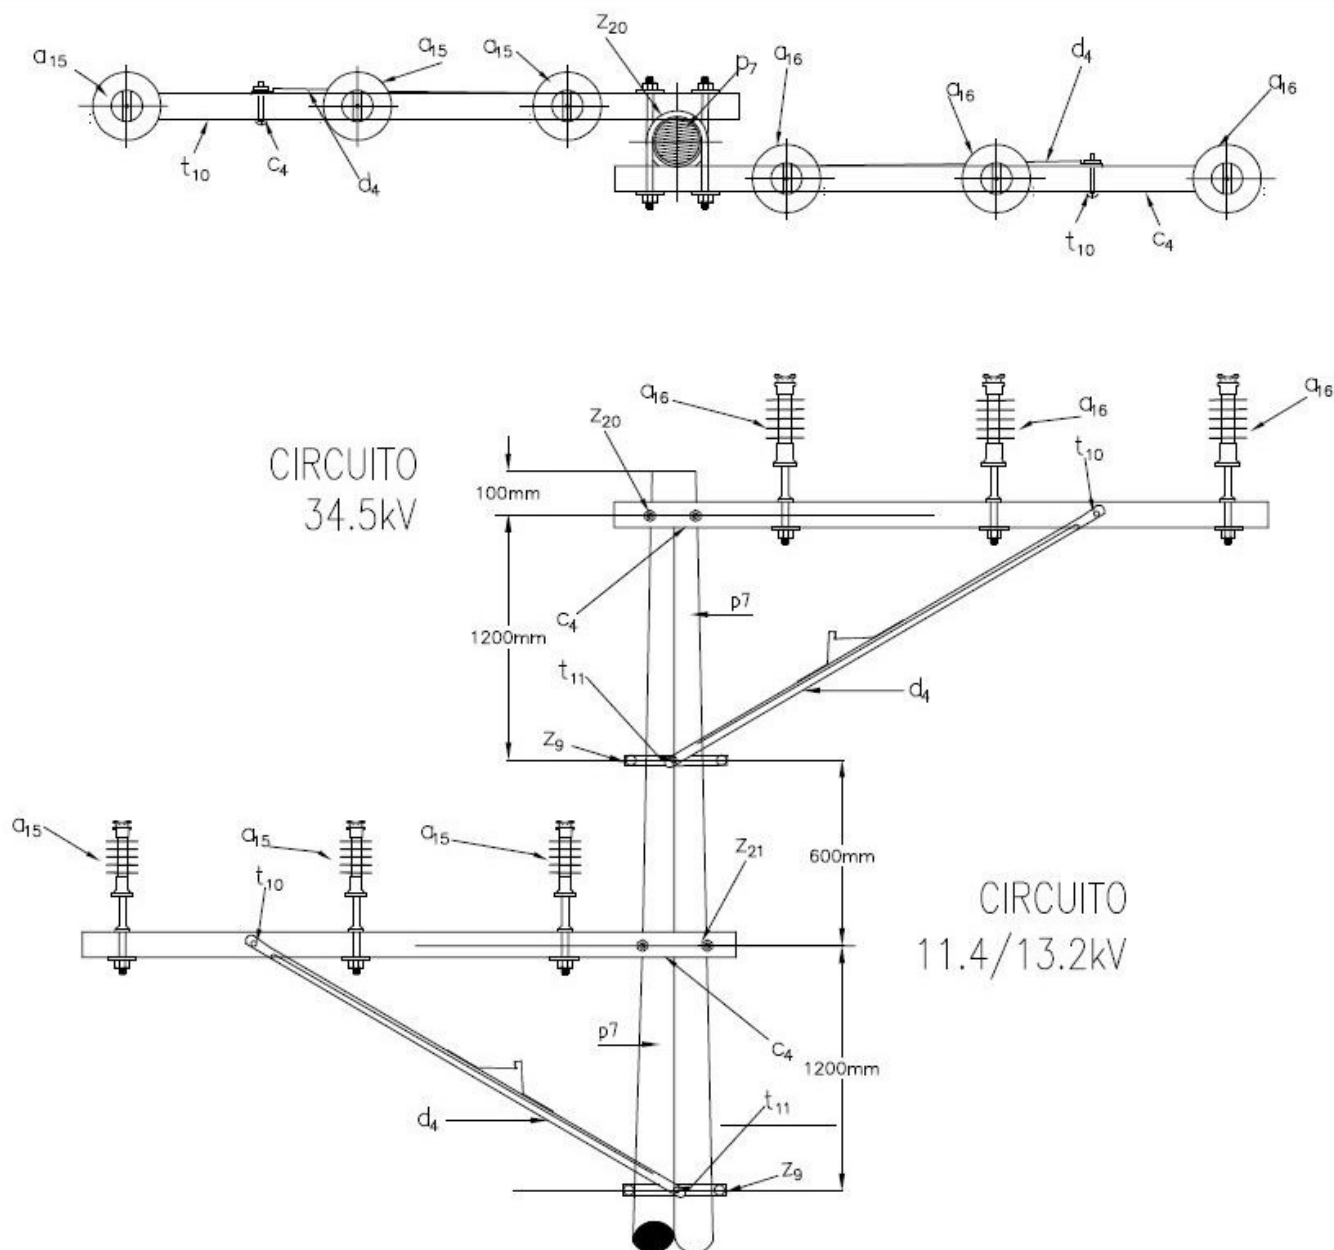 z20
a15
a15
a15
p7
a16
d4
a16
a16
t10
c4
d4
t10
c4
a16
a16
a16
z20
t10
CIRCUITO
34.5kV
100mm
c4
p7
1200mm
t11
d4
z9
a15
a15
a15
z21
600mm
t10
CIRCUITO
11.4/13.2kV
p7
c4
1200mm
d4
t11
z9